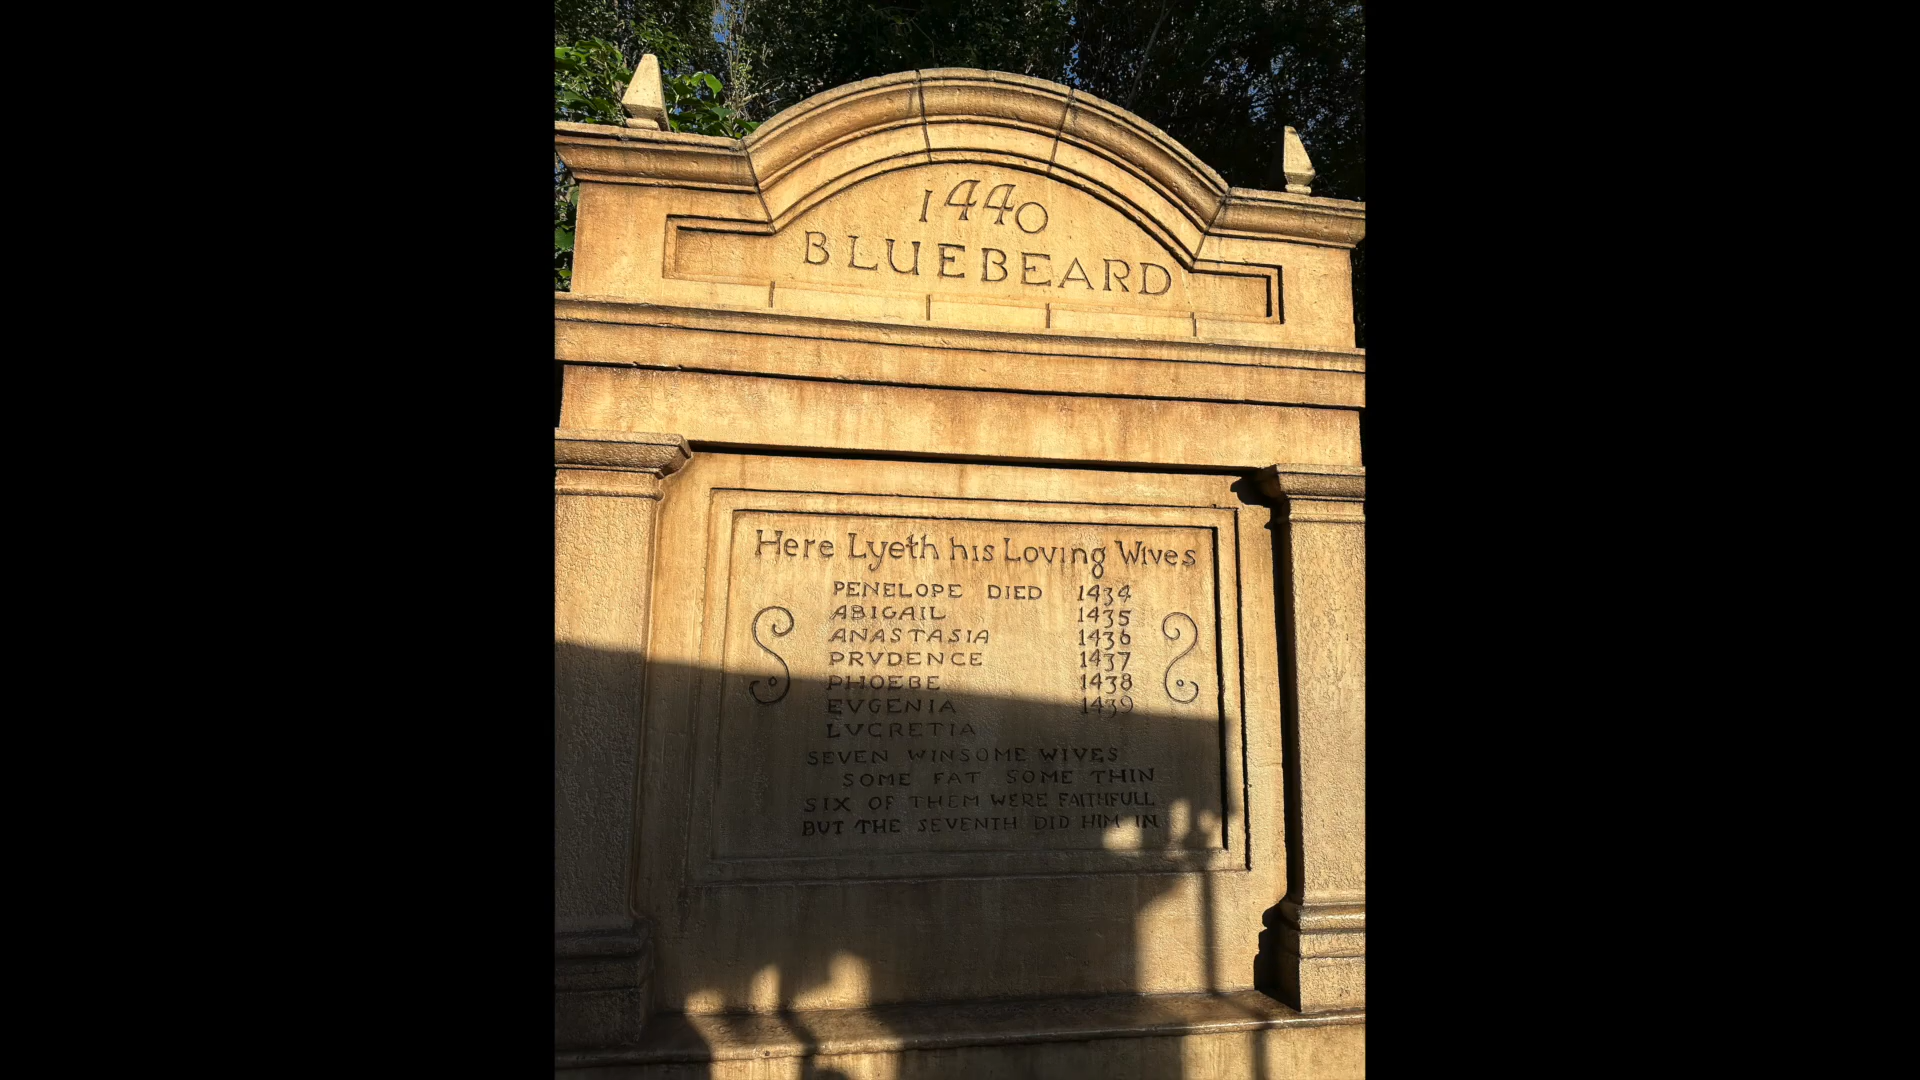 1440
BLUEBEARD
Here Lyeth his Loving Wives
PENELOPE DIED 1434
ABIGAIL 1435
ANASTASIA 1436
PRVDENCE 1437
PHOEBE 1438
EVGENIA 1439
LVCRETIA
SEVEN WINSOME WIVES
SOME FAT SOME THIN
SIX OF THEM WERE FAITHFULL
BUT THE SEVENTH DID HIM IN